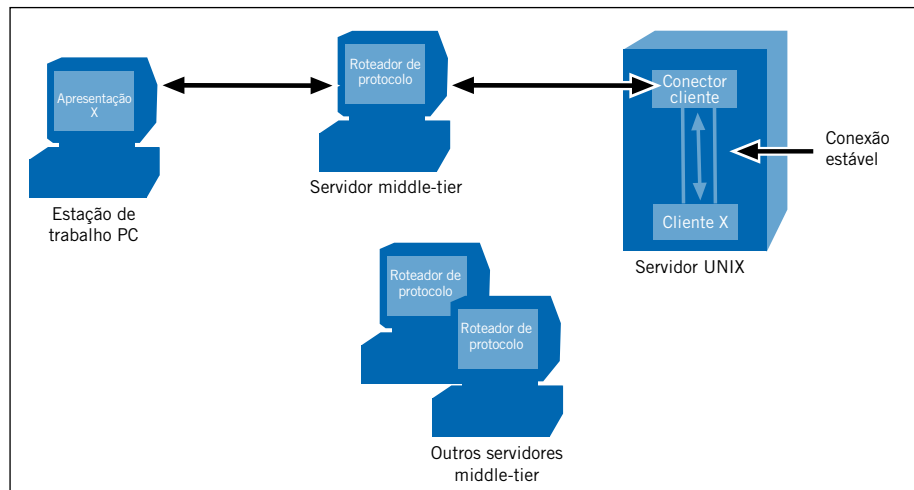 Apresentação
X
Estação de
trabalho PC
Roteador de
protocolo
Servidor middle-tier
Conector
cliente
Cliente X
Servidor UNIX
Conexão
estável
Roteador de
protocolo
Roteador de
protocolo
Outros servidores
middle-tier